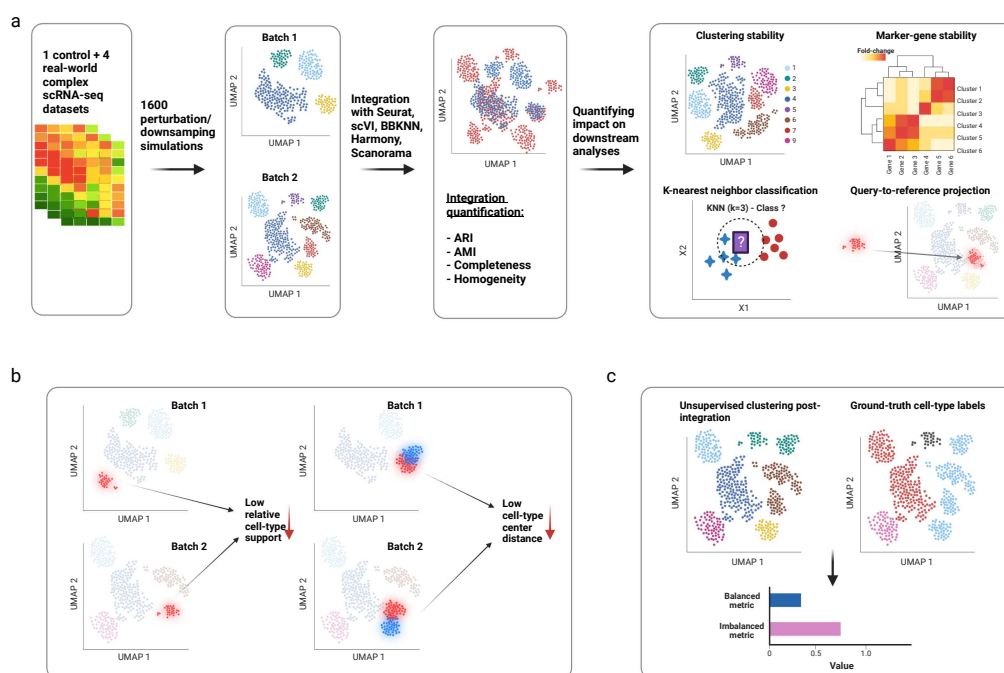 a
1 control + 4
real-world
complex
scRNA-seq
datasets
1600
perturbation/
downsamping
simulations
Batch 1
UMAP 2
UMAP 1
Batch 2
UMAP 2
UMAP 1
Integration
with Seurat,
scVI, BBKNN,
Harmony,
Scanorama
UMAP 2
UMAP 1
Integration
quantification:
- ARI
- AMI
- Completeness
- Homogeneity
Quantifying
impact on
downstream
analyses
Clustering stability
UMAP 2
UMAP 1
1
2
3
4
5
6
7
9
Marker-gene stability
Fold-change
Cluster 1
Cluster 2
Cluster 3
Cluster 4
Cluster 5
Cluster 6
Gene 1
Gene 2
Gene 3
Gene 4
Gene 5
Gene 6
K-nearest neighbor classification
KNN (k=3) - Class ?
?
X2
X1
Query-to-reference projection
UMAP 2
UMAP 1
b
Batch 1
UMAP 2
UMAP 1
Batch 2
UMAP 2
UMAP 1
Low
relative
cell-type
support
Batch 1
UMAP 2
UMAP 1
Batch 2
UMAP 2
UMAP 1
Low
cell-type
center
distance
c
Unsupervised clustering post-
integration
UMAP 2
UMAP 1
Ground-truth cell-type labels
UMAP 2
UMAP 1
Balanced
metric
Imbalanced
metric
0
0.5
1.0
Value